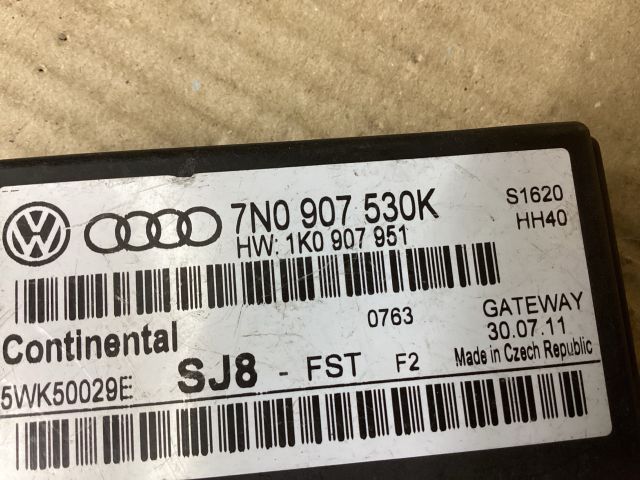 7N0 907 530K
S1620
HW: 1K0 907 951
HH40
0763
GATEWAY
30.07.11
Continental
SJ8 - FST F2
Made in Czech Republic
5WK50029E